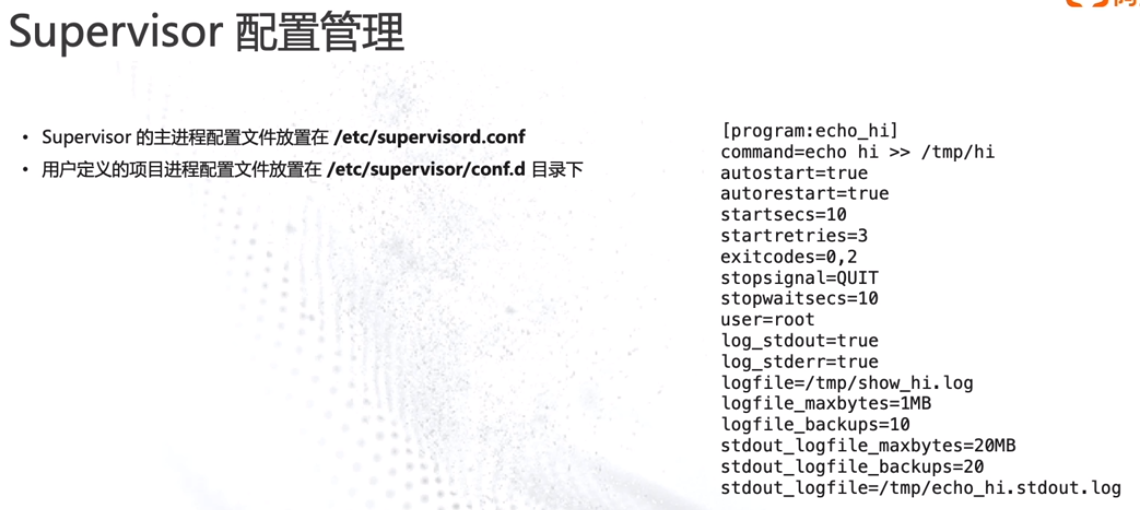 Supervisor 配置管理
• Supervisor 的主进程配置文件放置在 /etc/supervisord.conf
• 用户定义的项目进程配置文件放置在 /etc/supervisor/conf.d 目录下
[program:echo_hi]
command=echo hi >> /tmp/hi
autostart=true
autorestart=true
startsecs=10
startretries=3
exitcodes=0,2
stopsignal=QUIT
stopwaitsecs=10
user=root
log_stdout=true
log_stderr=true
logfile=/tmp/show_hi.log
logfile_maxbytes=1MB
logfile_backups=10
stdout_logfile_maxbytes=20MB
stdout_logfile_backups=20
stdout_logfile=/tmp/echo_hi.stdout.log